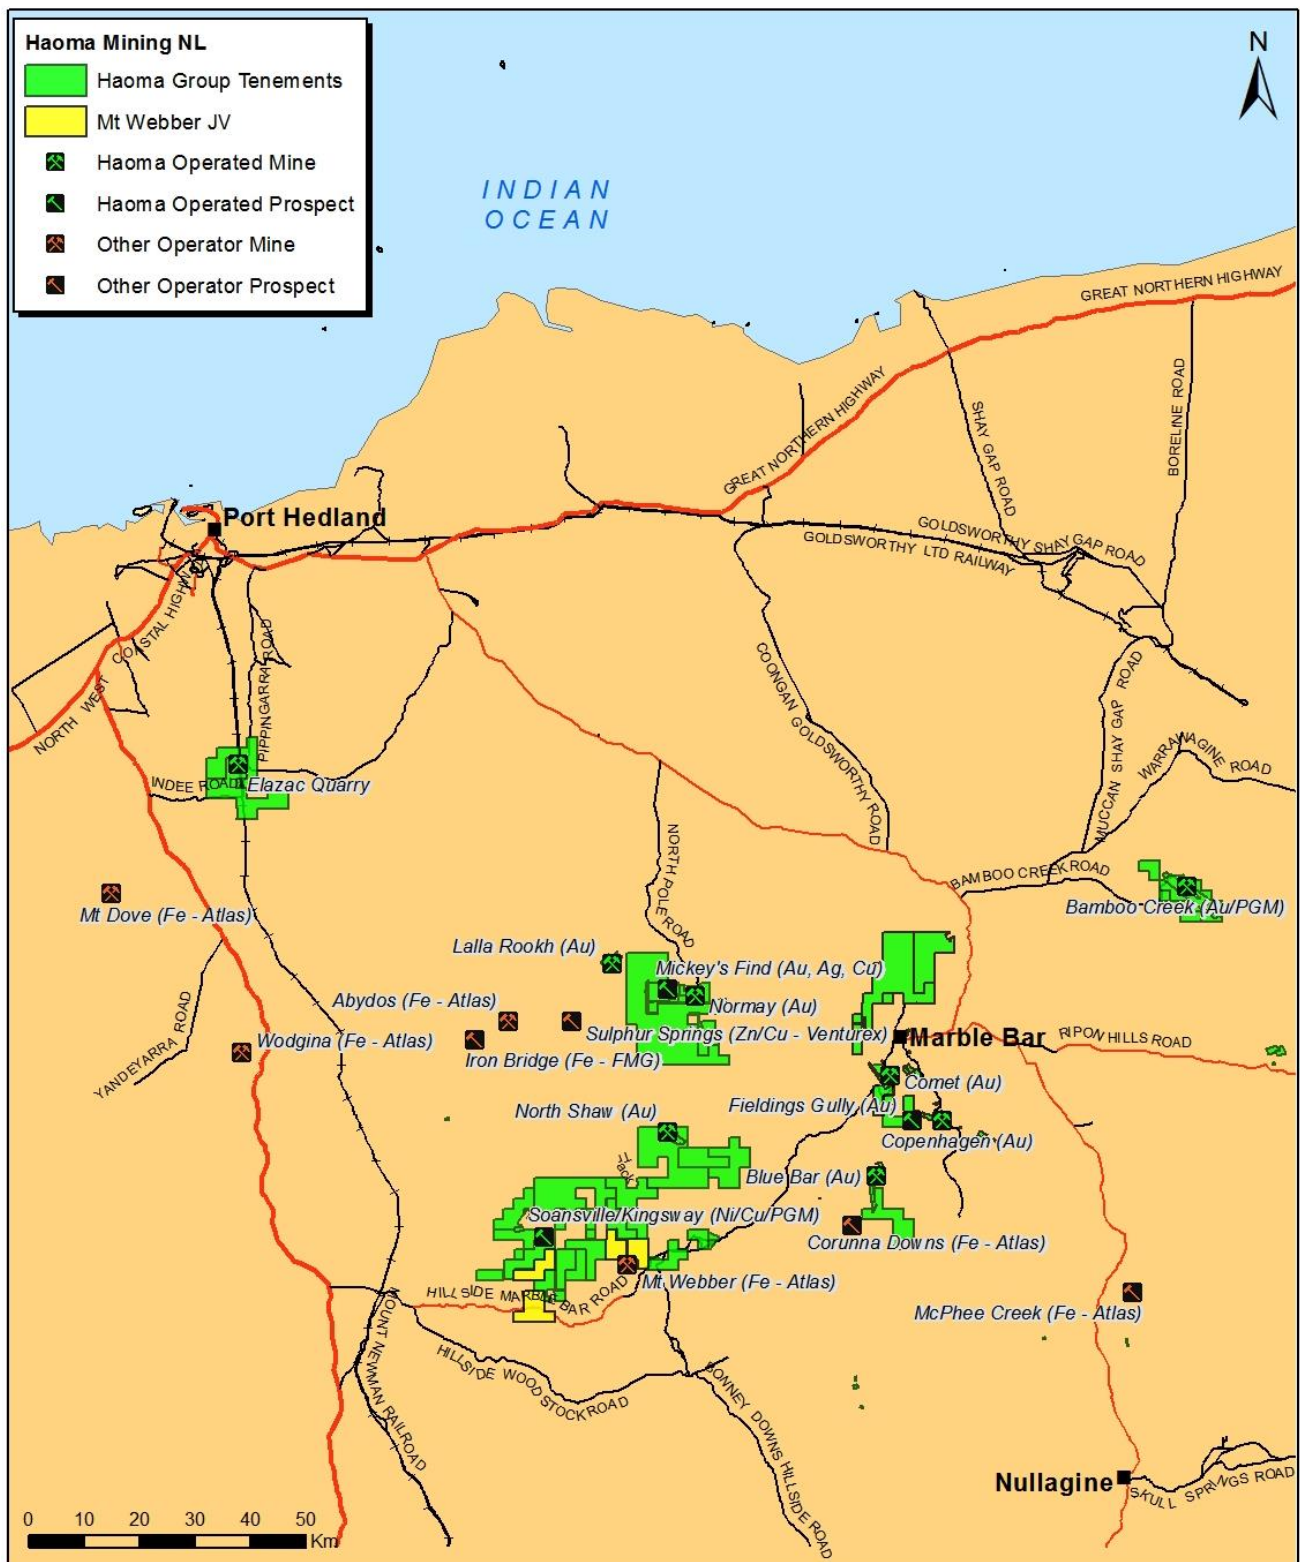 Haoma Mining NL
Haoma Group Tenements
Mt Webber JV
Haoma Operated Mine
Haoma Operated Prospect
Other Operator Mine
Other Operator Prospect
N
INDIAN
OCEAN
GREAT NORTHERN HIGHWAY
GREAT NORTHERN HIGHWAY
SHAY GAP ROAD
BORELINE ROAD
Port Hedland
GOLDSWORTHY SHAY GAP ROAD
GOLDSWORTHY LTD RAILWAY
NORTH WEST COASTAL HIGHWAY
PIPPINGARRA ROAD
COONGAN GOLDSWORTHY ROAD
MUCCAN SHAY GAP ROAD
WARRAWAGINE ROAD
INDEE ROAD
Elazac Quarry
NORTH POLE ROAD
BAMBOO CREEK ROAD
Bamboo Creek (Au/PGM)
Mt Dove (Fe - Atlas)
Lalla Rookh (Au)
Mickey's Find (Au, Ag, Cu)
Abydos (Fe - Atlas)
Normay (Au)
YANDEYARRA ROAD
Wodgina (Fe - Atlas)
Sulphur Springs (Zn/Cu - Venturex)
Marble Bar
RIPON HILLS ROAD
Iron Bridge (Fe - FMG)
Comet (Au)
North Shaw (Au)
Fieldings Gully (Au)
Copenhagen (Au)
Track
Blue Bar (Au)
Soansville/Kingsway (Ni/Cu/PGM)
Corunna Downs (Fe - Atlas)
Mt Webber (Fe - Atlas)
HILLSIDE MARBLE BAR ROAD
McPhee Creek (Fe - Atlas)
MOUNT NEWMAN RAILROAD
HILLSIDE WOODSTOCK ROAD
BONNEY DOWNS HILLSIDE ROAD
Nullagine
SKULL SPRINGS ROAD
0 10 20 30 40 50
Km